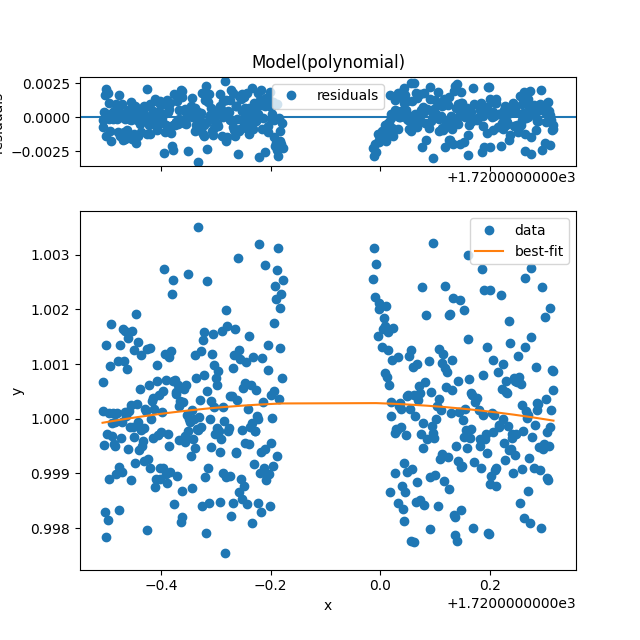 Model(polynomial)
0.0025
0.0000
−0.0025
residuals
+1.7200000000e3
1.003
1.002
1.001
1.000
0.999
0.998
y
data
best-fit
−0.4
−0.2
0.0
0.2
x
+1.7200000000e3